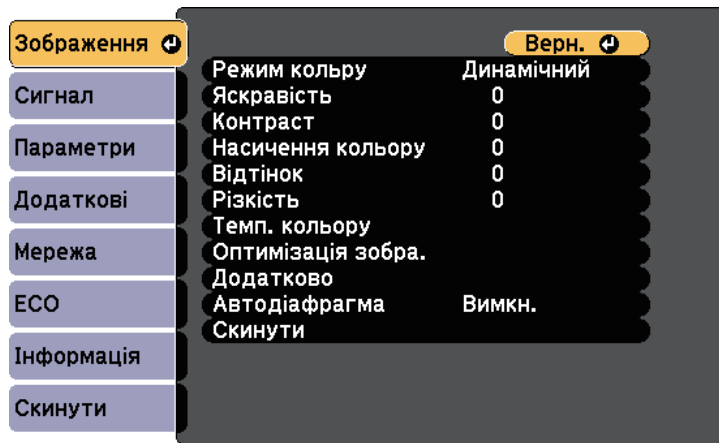 Зображення
Сигнал
Параметри
Додаткові
Мережа
ECO
Інформація
Скинути
Верн.
Режим кольру Динамічний
Яскравість 0
Контраст 0
Насичення кольору 0
Відтінок 0
Різкість 0
Темп. кольору
Оптимізація зобра.
Додатково
Автодіафрагма Вимкн.
Скинути